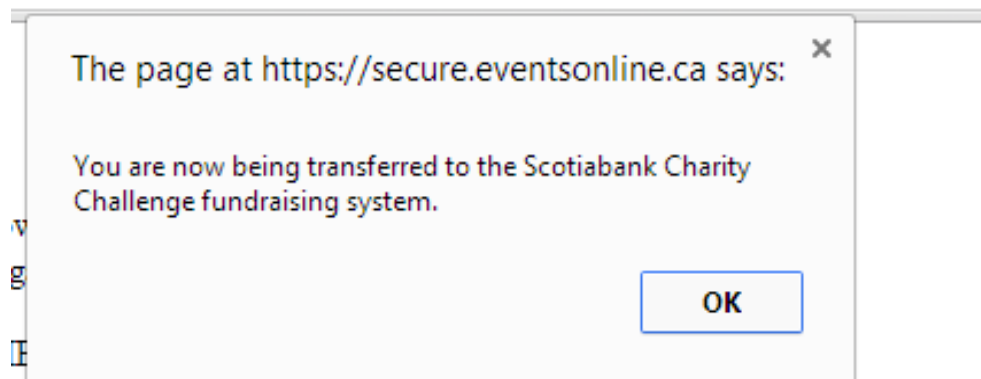 The page at https://secure.eventsonline.ca says:
You are now being transferred to the Scotiabank Charity
Challenge fundraising system.
OK